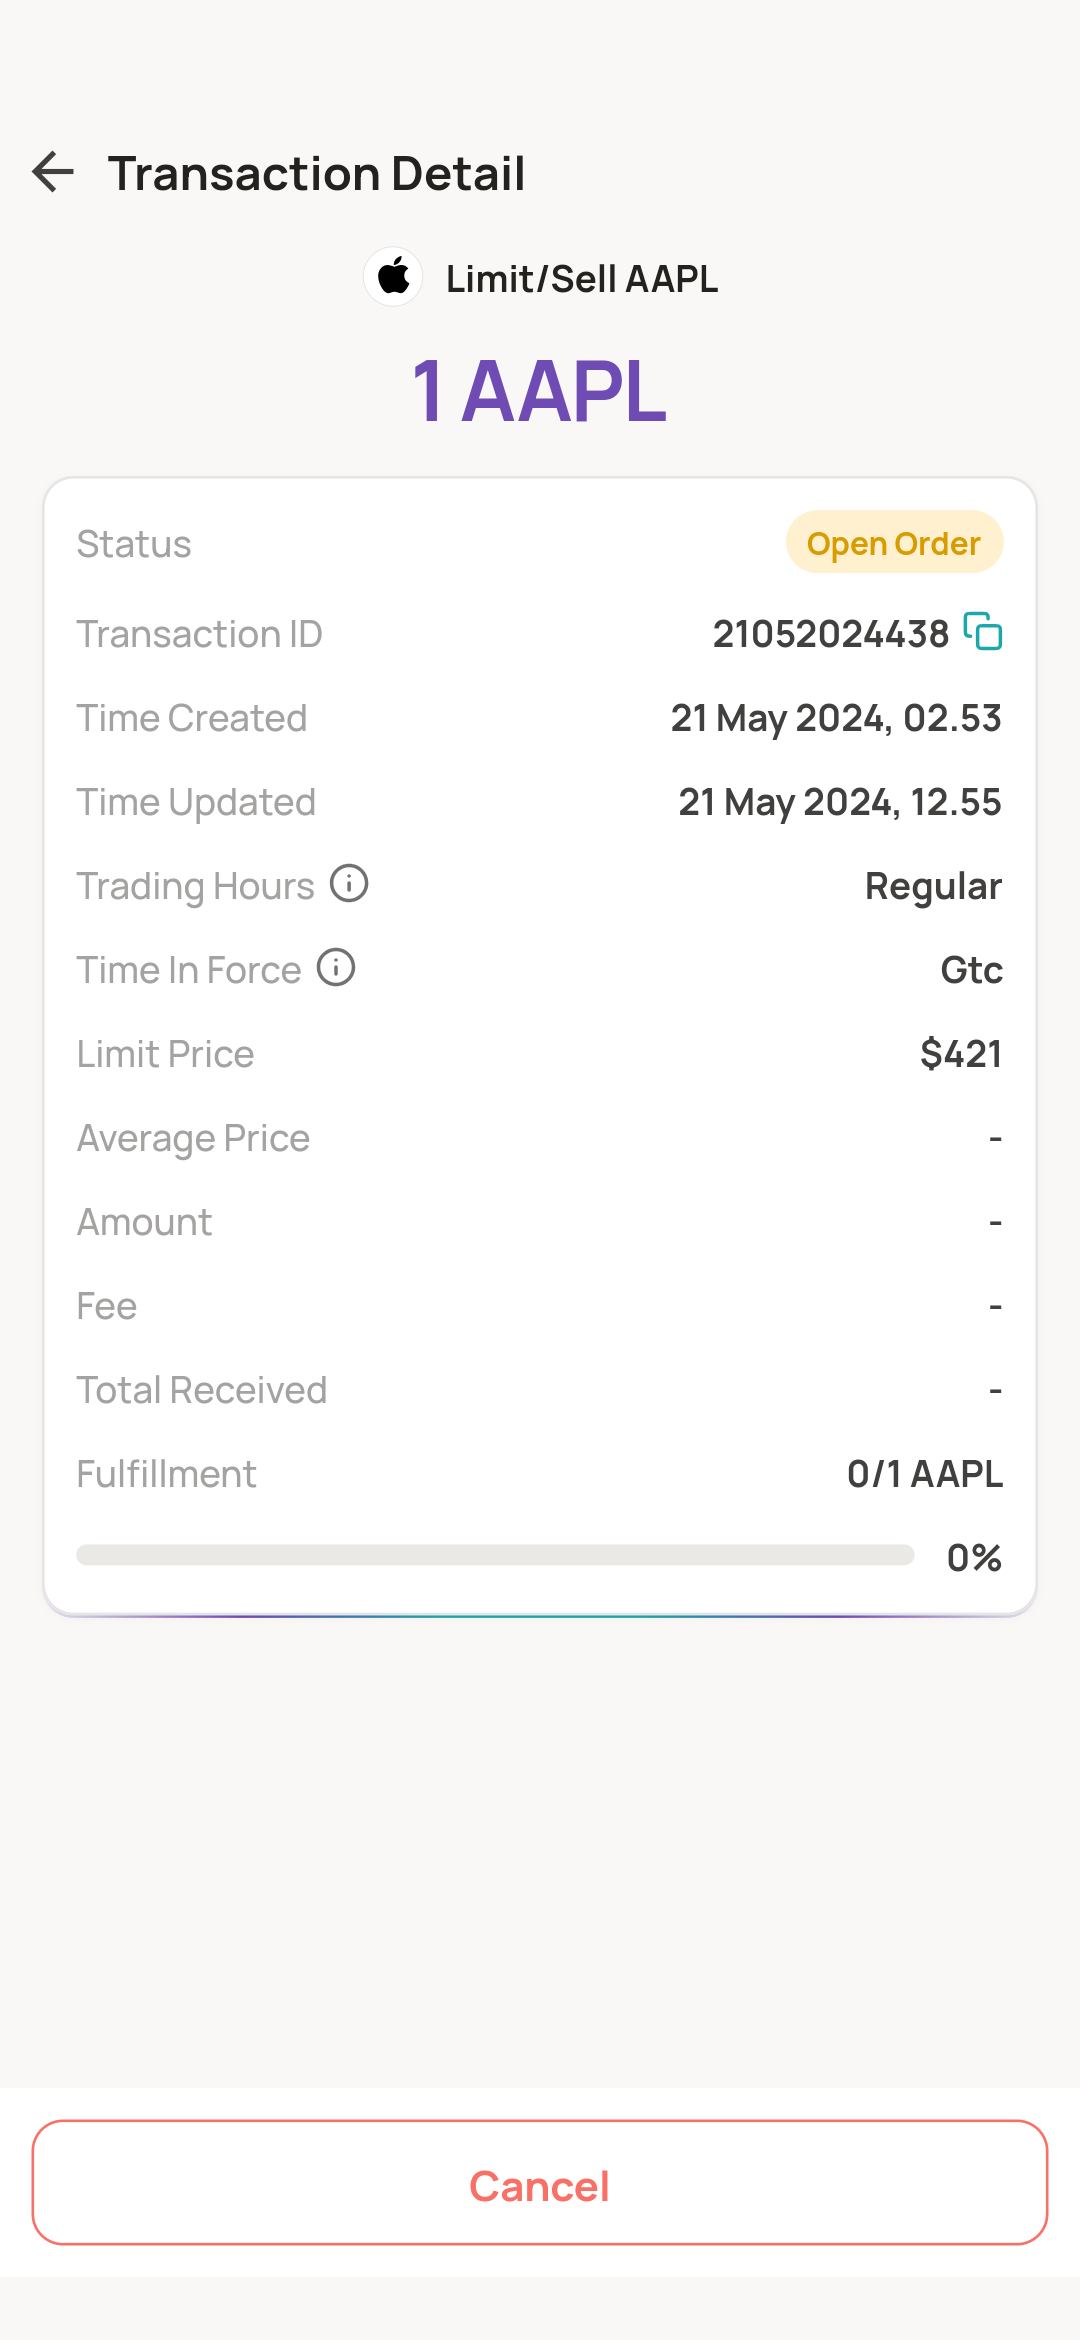 Transaction Detail
Limit/Sell AAPL
1 AAPL
Status Open Order
Transaction ID 21052024438
Time Created 21 May 2024, 02.53
Time Updated 21 May 2024, 12.55
Trading Hours Regular
Time In Force Gtc
Limit Price $421
Average Price -
Amount -
Fee -
Total Received -
Fulfillment 0/1 AAPL
0%
Cancel